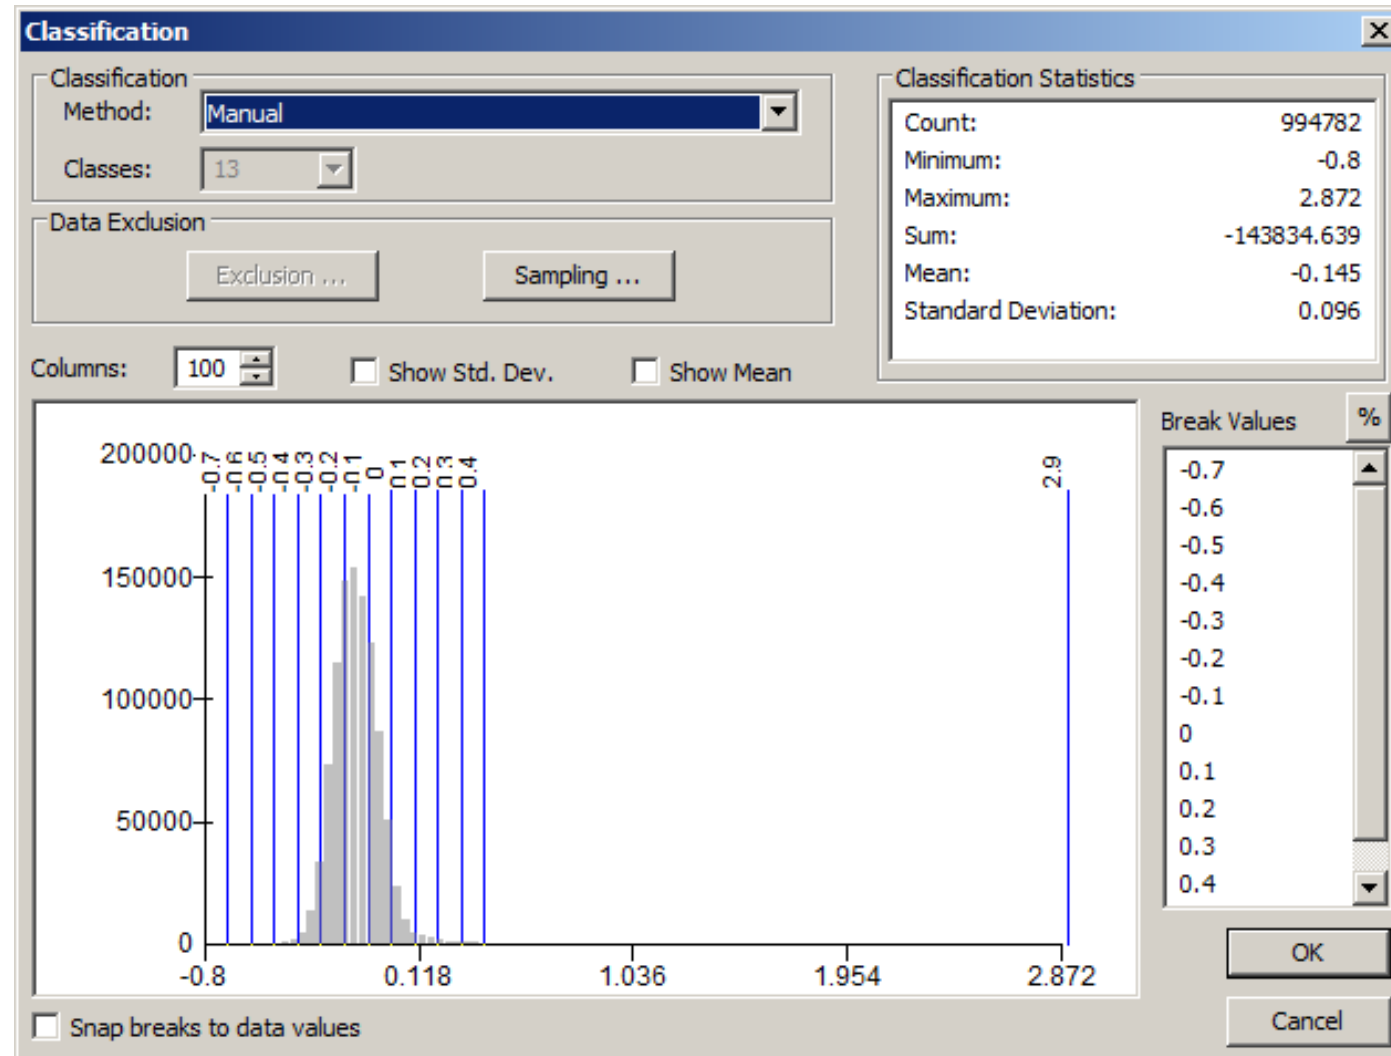 Classification
Classification
Method: Manual
Classes: 13
Data Exclusion
Exclusion ...
Sampling ...
Classification Statistics
Count: 994782
Minimum: -0.8
Maximum: 2.872
Sum: -143834.639
Mean: -0.145
Standard Deviation: 0.096
Columns: 100
Show Std. Dev.
Show Mean
Break Values
%
-0.7
-0.6
-0.5
-0.4
-0.3
-0.2
-0.1
0
0.1
0.2
0.3
0.4
200000
150000
100000
50000
0
-0.7
-0.6
-0.5
-0.4
-0.3
-0.2
-0.1
0
0.1
0.2
0.3
0.4
2.9
-0.8 0.118 1.036 1.954 2.872
Snap breaks to data values
OK
Cancel